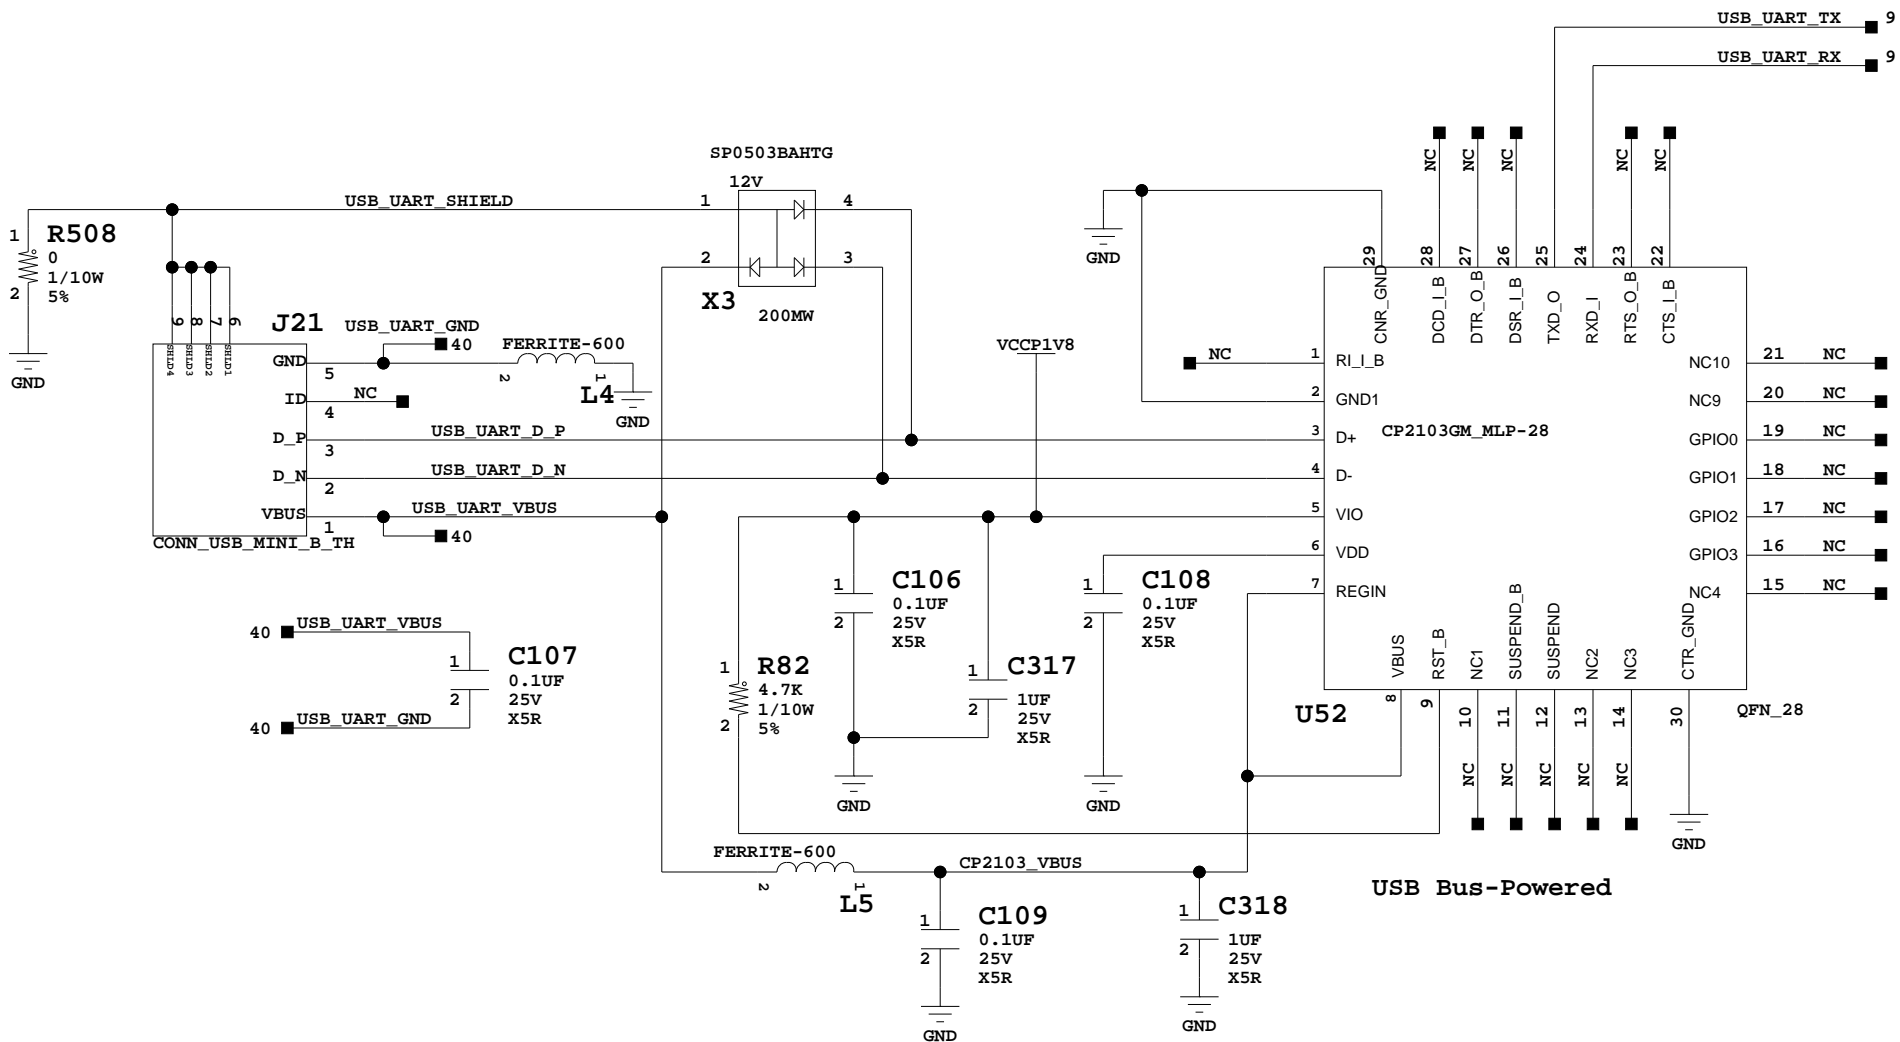 USB_UART_TX 9
USB_UART_RX 9
SP0503BAHTG
12V
USB_UART_SHIELD
1 4
2 3
X3
200MW
1
R508
0
1/10W
5%
2
GND
9 8 7 6
SHLD4 SHLD3 SHLD2 SHLD1
J21
USB_UART_GND
40
FERRITE-600
2 1
L4
GND
GND
5
ID
4
NC
D_P
3
USB_UART_D_P
D_N
2
USB_UART_D_N
VBUS
1
USB_UART_VBUS
40
CONN_USB_MINI_B_TH
40 USB_UART_VBUS
1
C107
0.1UF
25V
X5R
2
40 USB_UART_GND
VCCP1V8
1
C106
0.1UF
25V
X5R
2
1
C317
1UF
25V
X5R
2
GND
1
R82
4.7K
1/10W
5%
2
1
C108
0.1UF
25V
X5R
2
GND
GND
FERRITE-600
2 1
L5
CP2103_VBUS
1
C109
0.1UF
25V
X5R
2
GND
1
C318
1UF
25V
X5R
2
GND
NC NC NC NC NC
29 28 27 26 25 24 23 22
CNR_GND DCD_I_B DTR_O_B DSR_I_B TXD_O RXD_I RTS_O_B CTS_I_B
NC 1 RI_I_B
2 GND1
3 D+
4 D-
5 VIO
6 VDD
7 REGIN
CP2103GM_MLP-28
NC10 21 NC
NC9 20 NC
GPIO0 19 NC
GPIO1 18 NC
GPIO2 17 NC
GPIO3 16 NC
NC4 15 NC
VBUS RST_B NC1 SUSPEND_B SUSPEND NC2 NC3 CTR_GND
8 9 10 11 12 13 14 30
U52
QFN_28
NC NC NC NC NC
GND
USB Bus-Powered